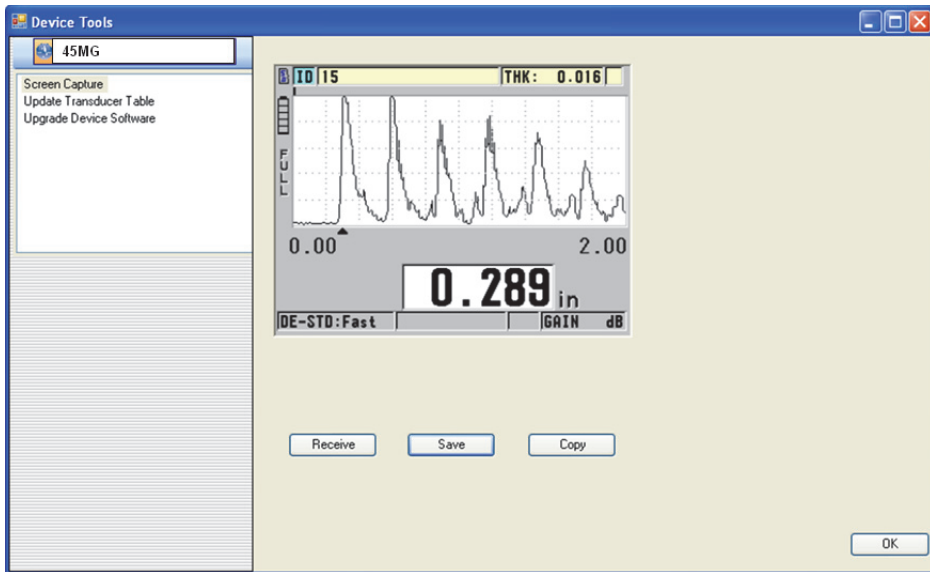 Device Tools
45MG
Screen Capture
Update Transducer Table
Upgrade Device Software
ID 15 THK: 0.016
FULL
0.00 2.00
0.289 in
DE-STD:Fast GAIN dB
Receive Save Copy
OK